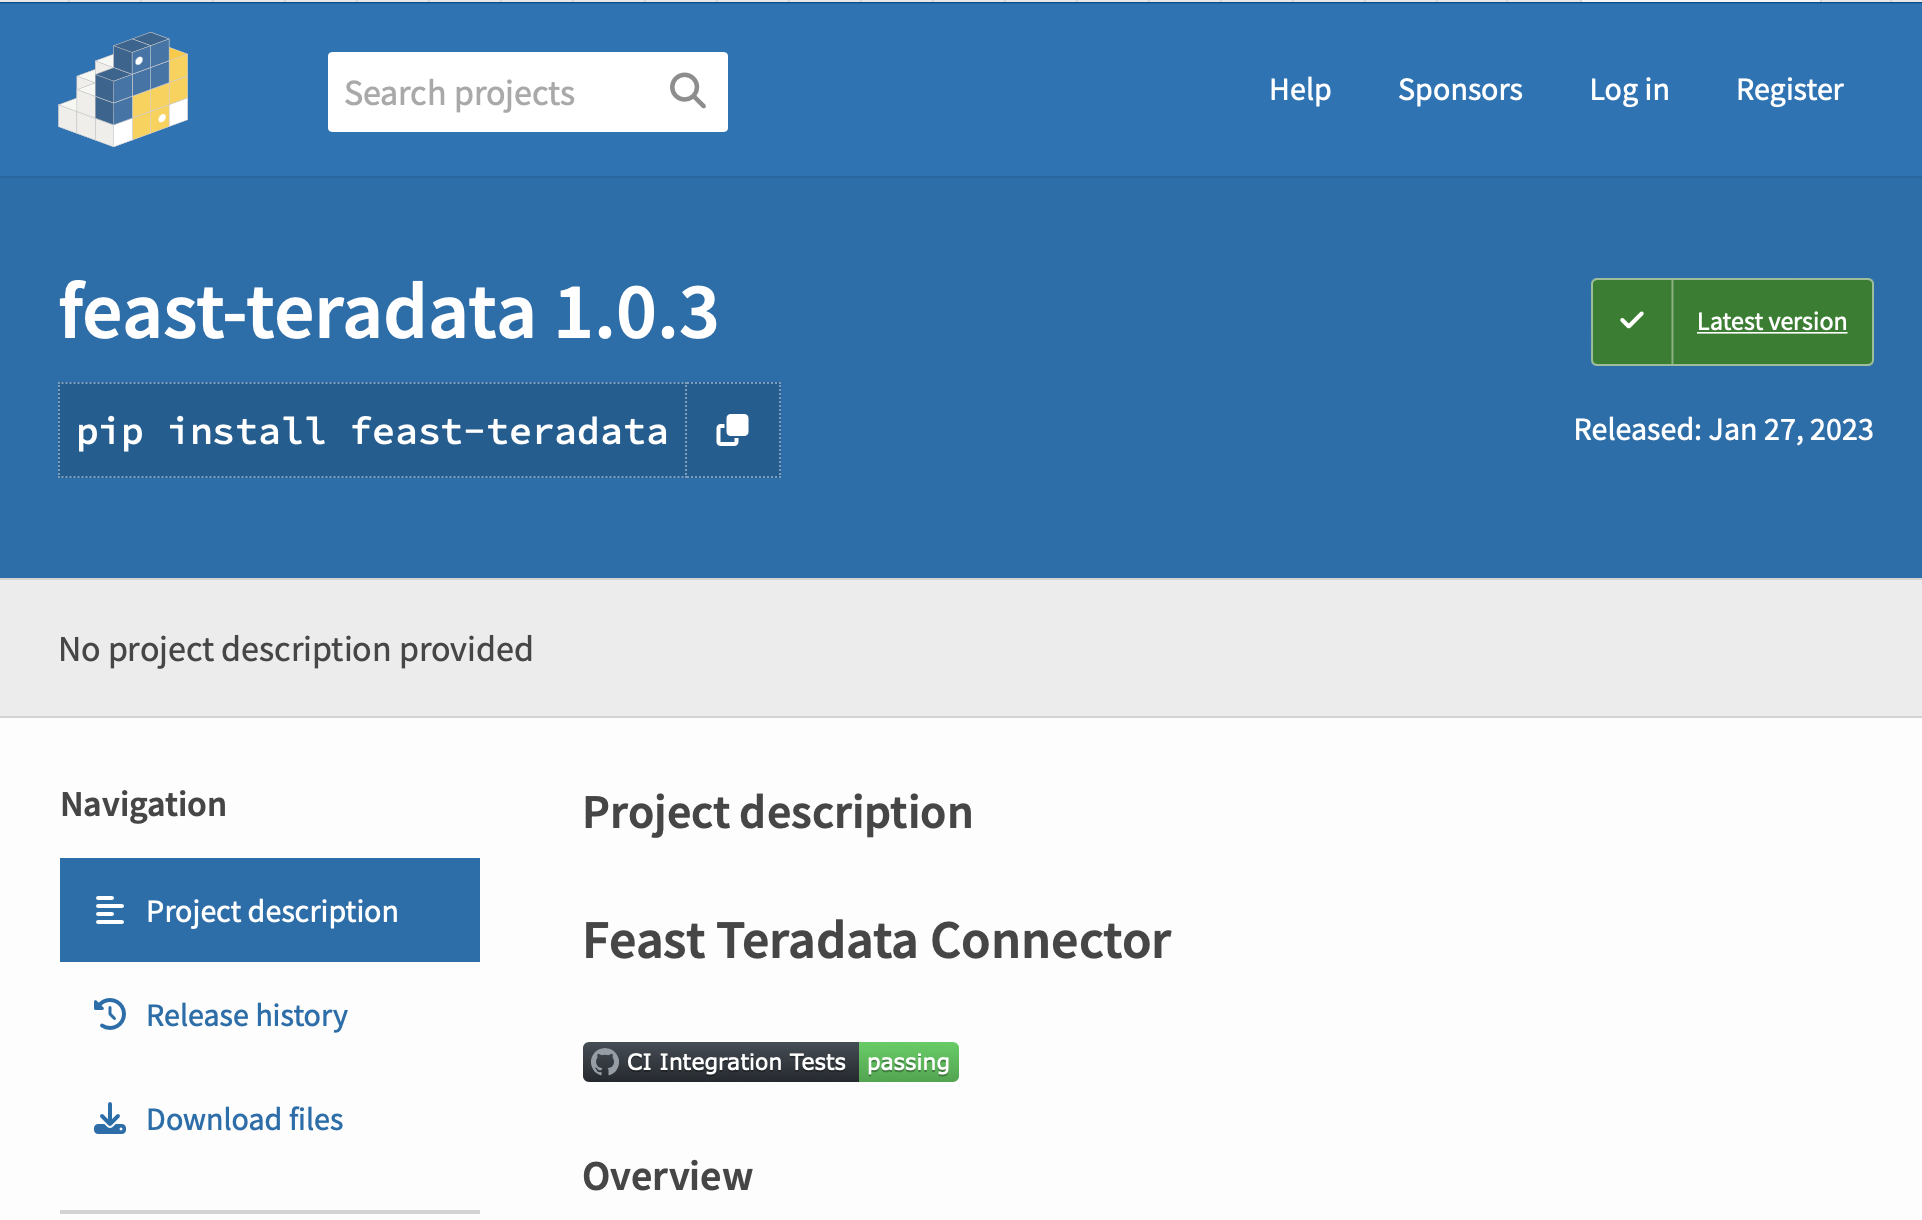 Search projects
Help
Sponsors
Log in
Register
feast-teradata 1.0.3
Latest version
pip install feast-teradata
Released: Jan 27, 2023
No project description provided
Navigation
Project description
Release history
Download files
Project description
Feast Teradata Connector
CI Integration Tests passing
Overview